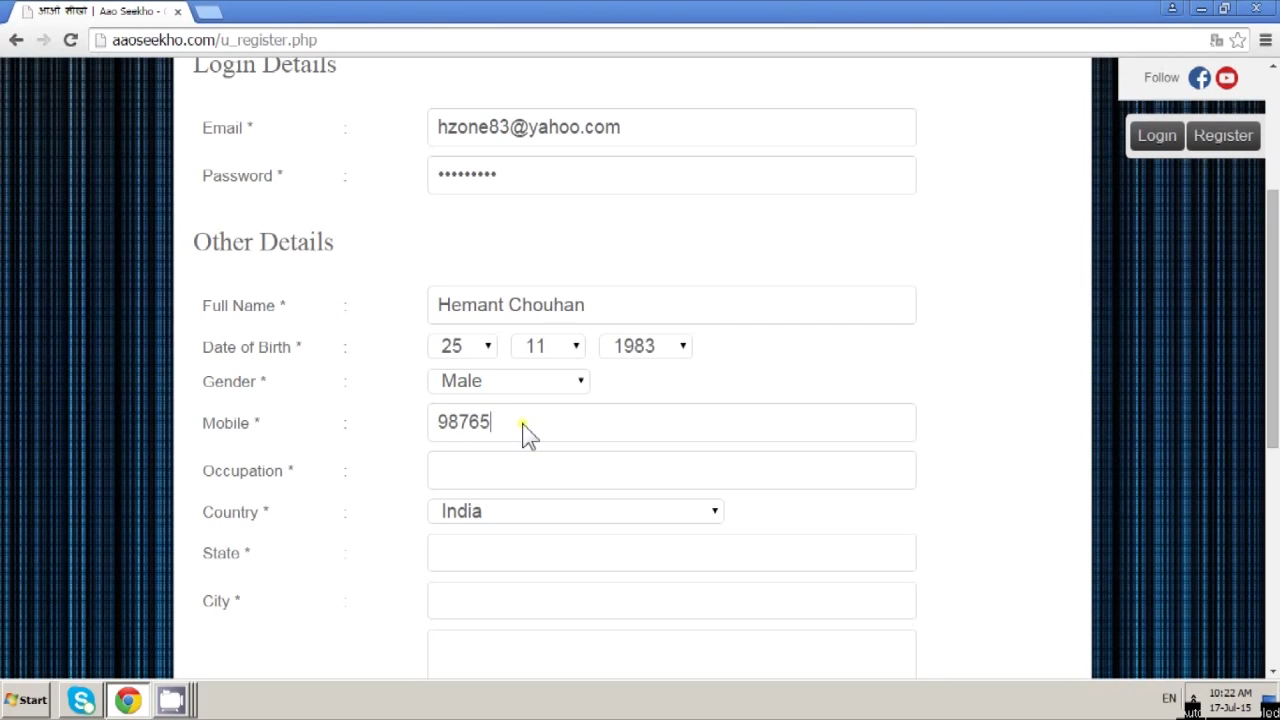 आओ सीखो | Aao Seekho -
aaoseekho.com/u_register.php
Login Details
Follow
Email * : hzone83@yahoo.com
Login Register
Password * : •••••••••
Other Details
Full Name * : Hemant Chouhan
Date of Birth * : 25 11 1983
Gender * : Male
Mobile * : 98765
Occupation * :
Country * : India
State * :
City * :
Start
EN
10:22 AM
17-Jul-15